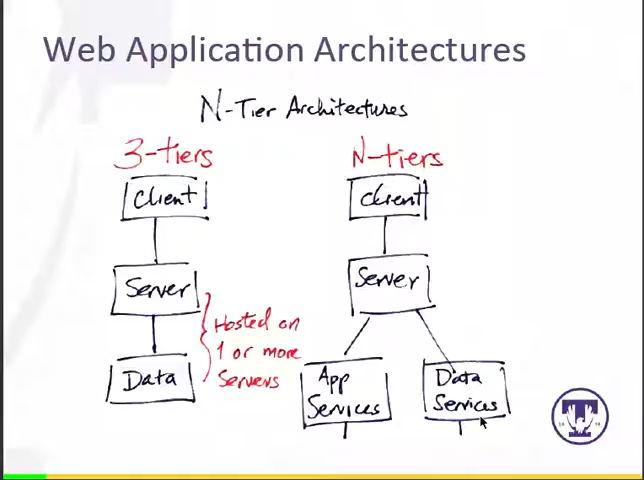 Web Application Architectures
N-Tier Architectures
3-tiers
Client
Server
Data
Hosted on
1 or more
Servers
N-tiers
Client
Server
App
Services
Data
Services